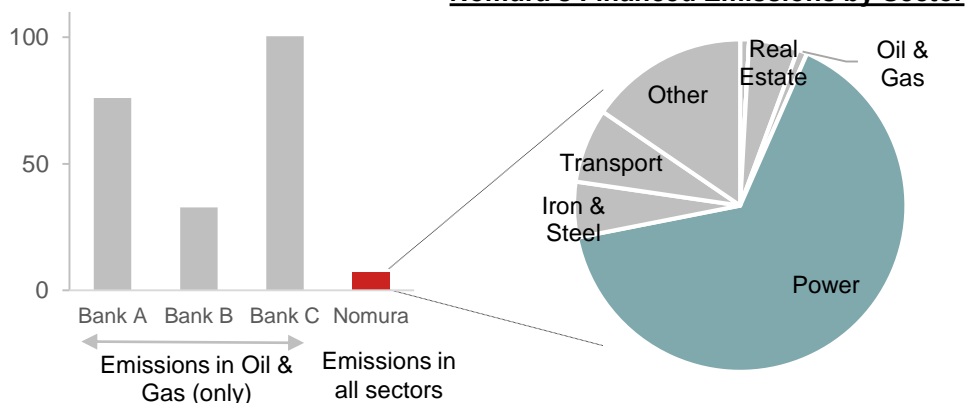 Nomura's Financed Emissions by Sector
100
50
0
Bank A
Bank B
Bank C
Nomura
Emissions in Oil &
Gas (only)
Emissions in
all sectors
Real
Estate
Oil &
Gas
Other
Transport
Iron &
Steel
Power